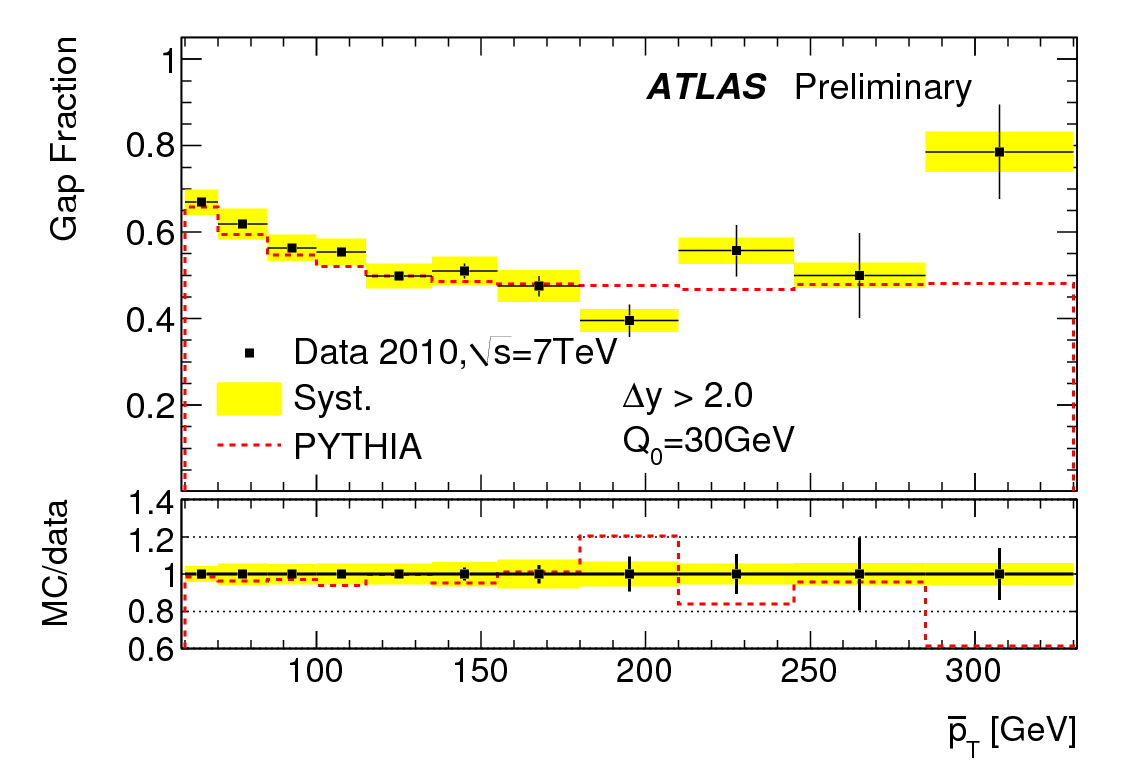 Gap Fraction
1
0.8
0.6
0.4
0.2
ATLAS Preliminary
Data 2010, √s=7TeV
Syst.
PYTHIA
Δy > 2.0
Q₀=30GeV
MC/data
1.4
1.2
1
0.8
0.6
100 150 200 250 300
p̅_T [GeV]